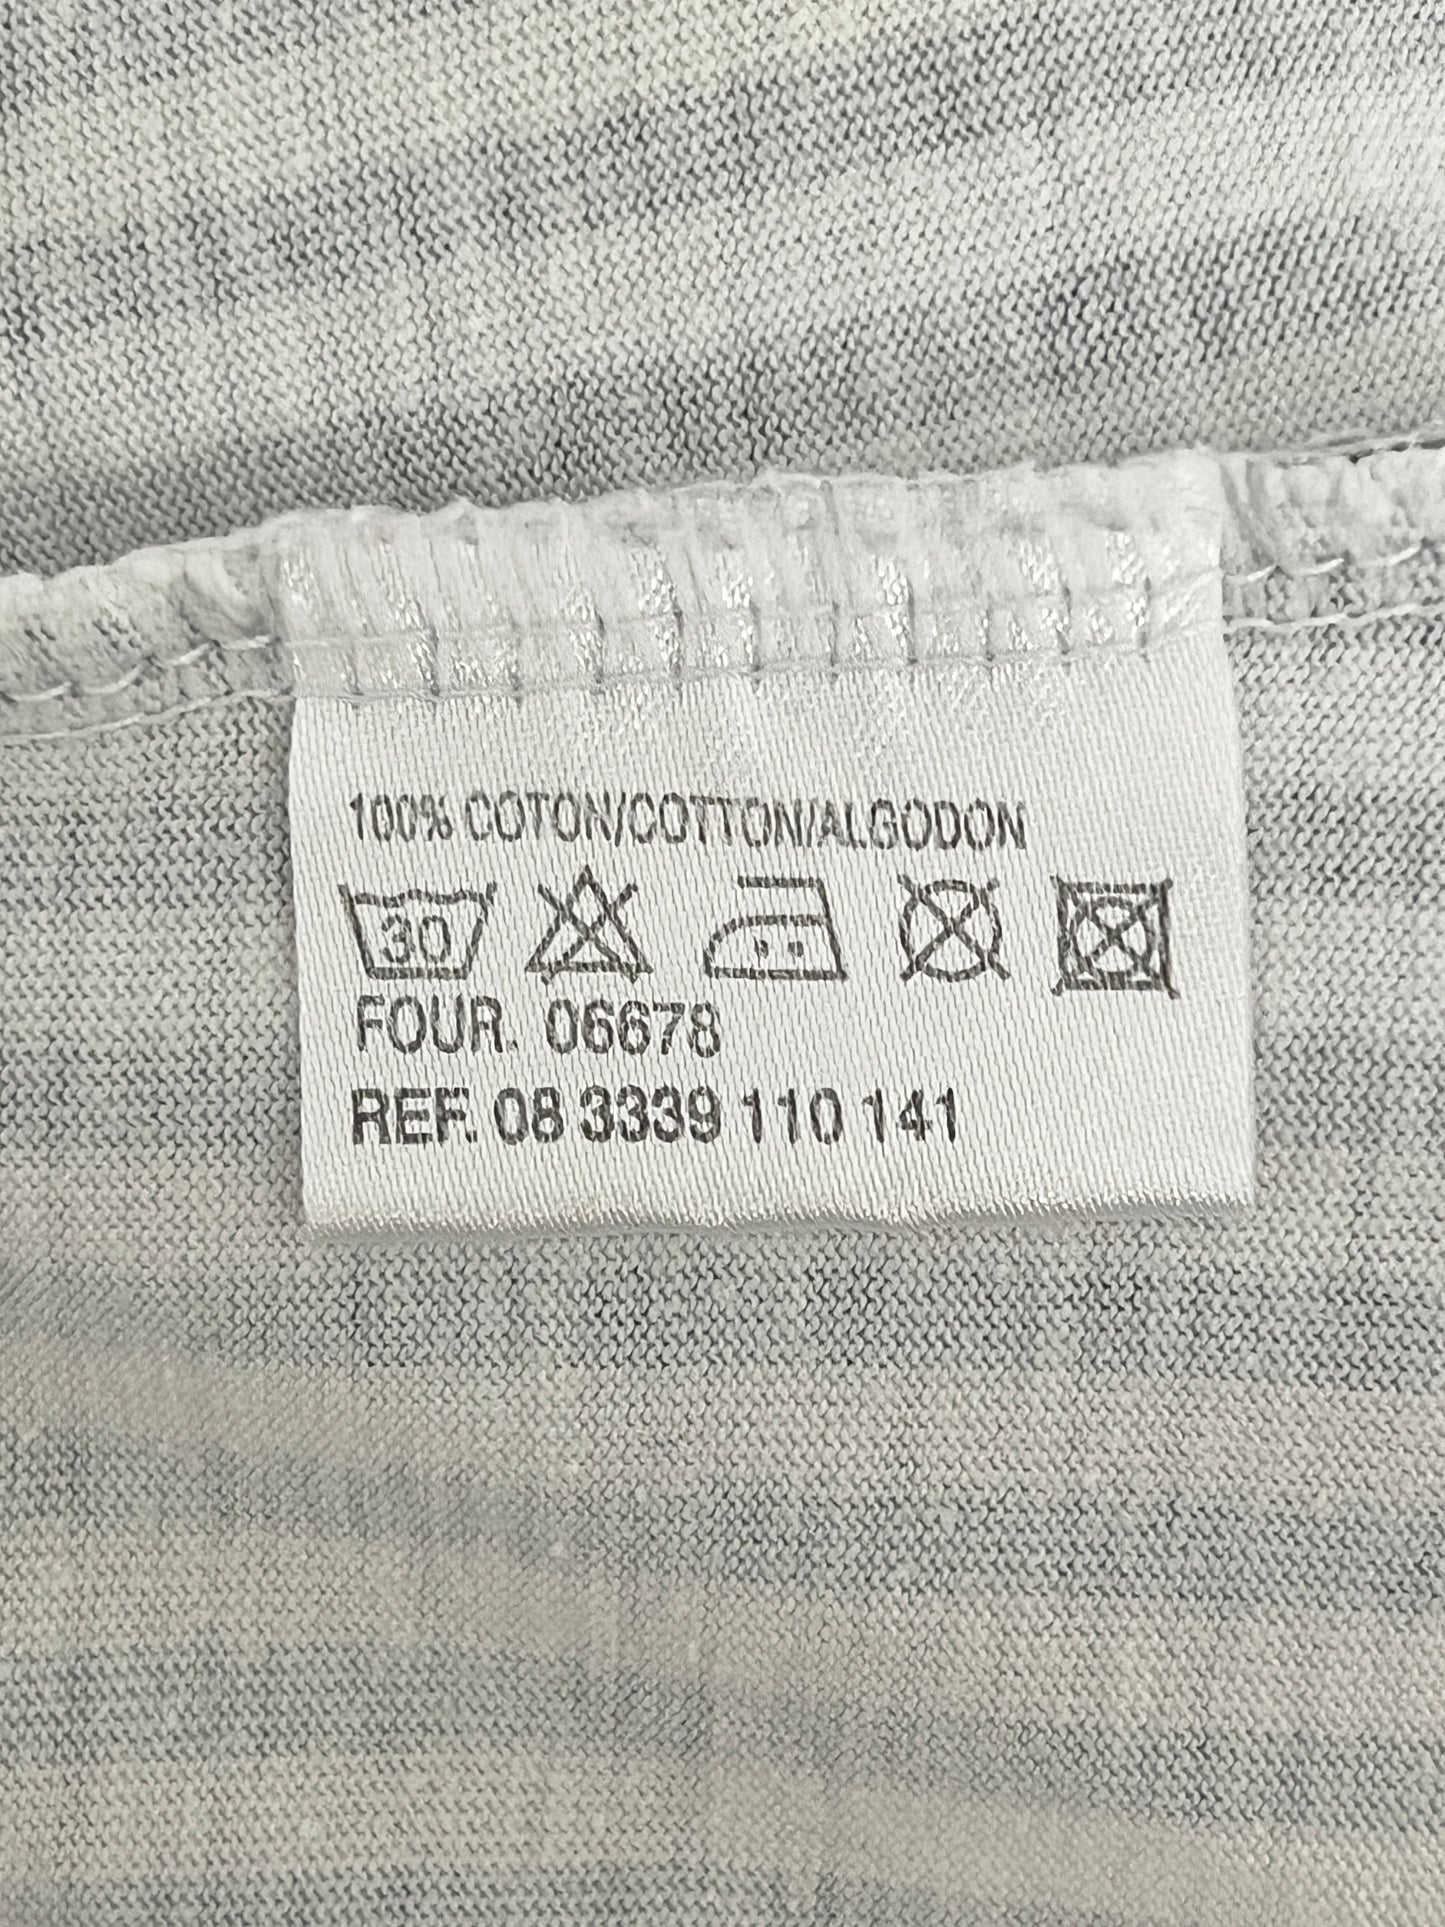 100% COTON/COTTON/ALGODON
30
FOUR. 06678
REF. 08 3339 110 141